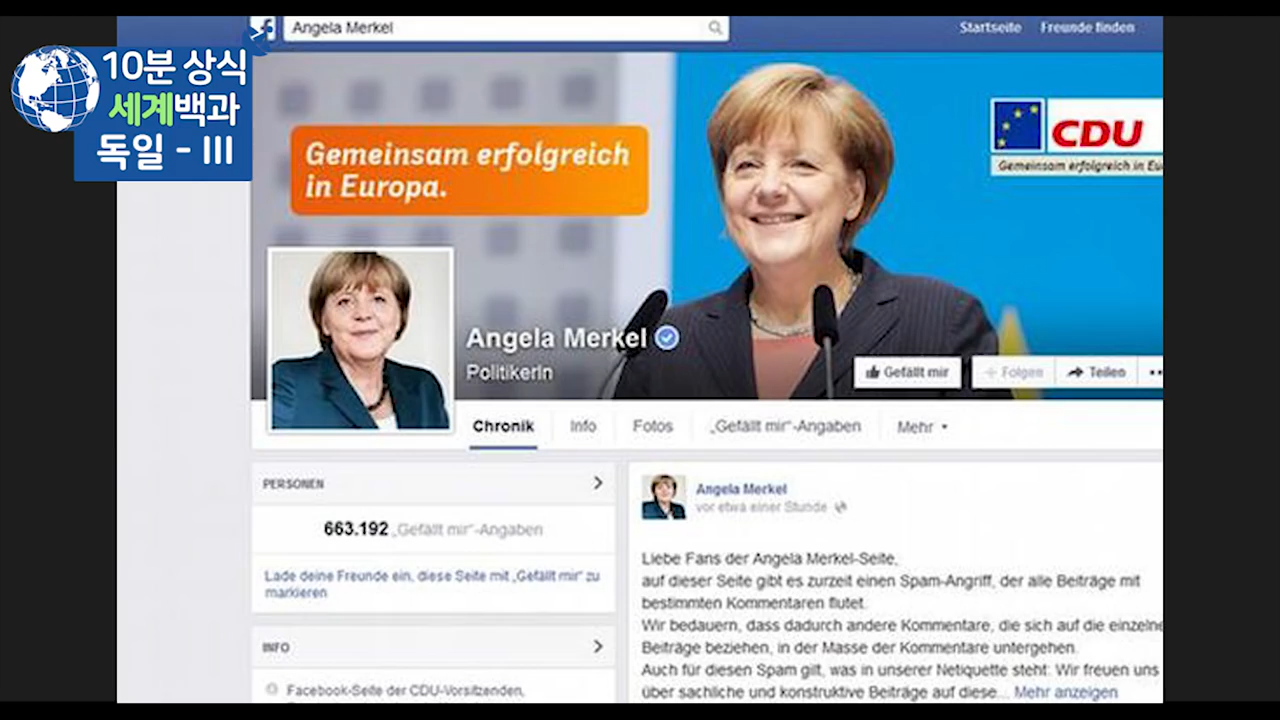 Angela Merkel
Startseite Freunde finden
10분 상식
세계백과
독일 - III
Gemeinsam erfolgreich
in Europa.
CDU
Gemeinsam erfolgreich in Eu
Angela Merkel
PolitikerIn
Gefällt mir
Folgen
Teilen
Chronik Info Fotos „Gefällt mir“-Angaben Mehr
PERSONEN
663.192 „Gefällt mir“-Angaben
Lade deine Freunde ein, diese Seite mit „Gefällt mir“ zu
markieren
INFO
Facebook-Seite der CDU-Vorsitzenden,
Angela Merkel
vor etwa einer Stunde
Liebe Fans der Angela Merkel-Seite,
auf dieser Seite gibt es zurzeit einen Spam-Angriff, der alle Beiträge mit
bestimmten Kommentaren flutet.
Wir bedauern, dass dadurch andere Kommentare, die sich auf die einzelne
Beiträge beziehen, in der Masse der Kommentare untergehen.
Auch für diesen Spam gilt, was in unserer Netiquette steht: Wir freuen uns
über sachliche und konstruktive Beiträge auf diese... Mehr anzeigen